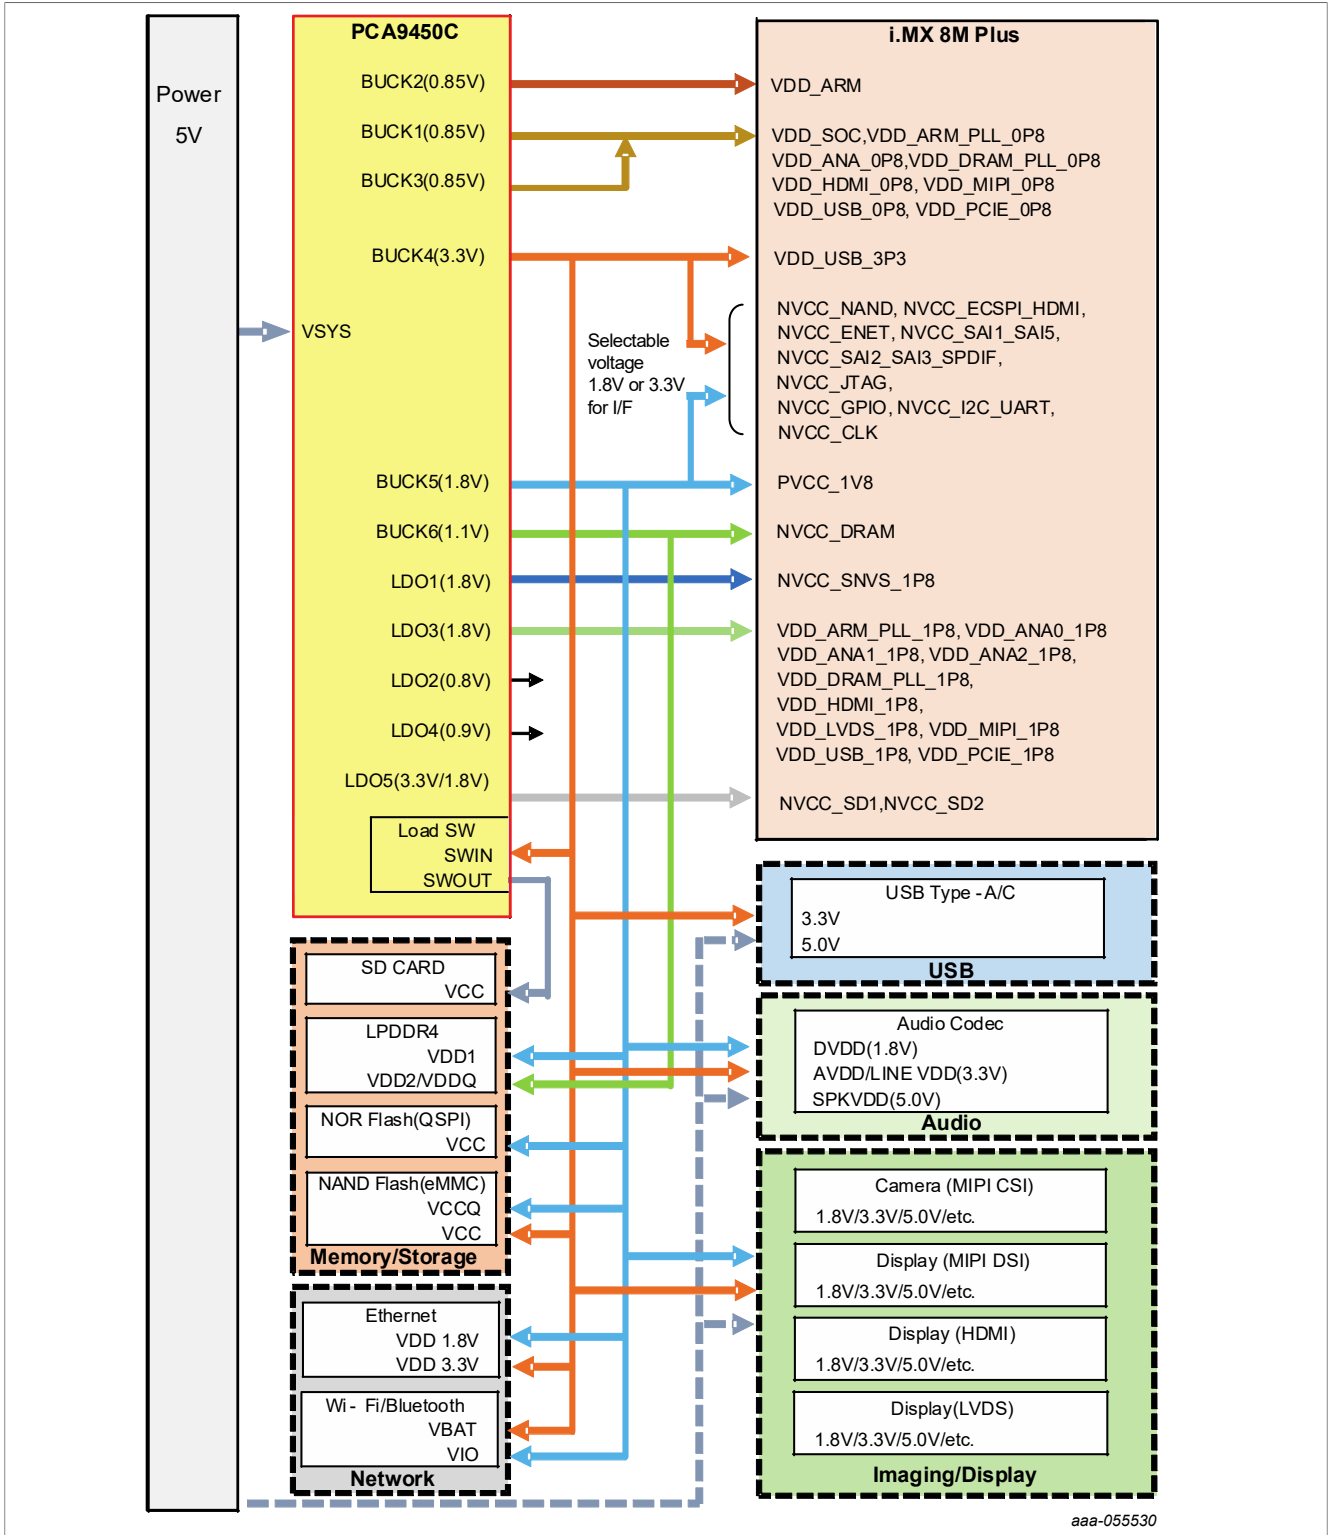 Power
5V
PCA9450C
BUCK2(0.85V)
BUCK1(0.85V)
BUCK3(0.85V)
BUCK4(3.3V)
VSYS
BUCK5(1.8V)
BUCK6(1.1V)
LDO1(1.8V)
LDO3(1.8V)
LDO2(0.8V)
LDO4(0.9V)
LDO5(3.3V/1.8V)
Load SW
SWIN
SWOUT
Selectable
voltage
1.8V or 3.3V
for I/F
i.MX 8M Plus
VDD_ARM
VDD_SOC,VDD_ARM_PLL_0P8
VDD_ANA_0P8,VDD_DRAM_PLL_0P8
VDD_HDMI_0P8, VDD_MIPI_0P8
VDD_USB_0P8, VDD_PCIE_0P8
VDD_USB_3P3
NVCC_NAND, NVCC_ECSPI_HDMI,
NVCC_ENET, NVCC_SAI1_SAI5,
NVCC_SAI2_SAI3_SPDIF,
NVCC_JTAG,
NVCC_GPIO, NVCC_I2C_UART,
NVCC_CLK
PVCC_1V8
NVCC_DRAM
NVCC_SNVS_1P8
VDD_ARM_PLL_1P8, VDD_ANA0_1P8
VDD_ANA1_1P8, VDD_ANA2_1P8,
VDD_DRAM_PLL_1P8,
VDD_HDMI_1P8,
VDD_LVDS_1P8, VDD_MIPI_1P8
VDD_USB_1P8, VDD_PCIE_1P8
NVCC_SD1,NVCC_SD2
SD CARD
VCC
LPDDR4
VDD1
VDD2/VDDQ
NOR Flash(QSPI)
VCC
NAND Flash(eMMC)
VCCQ
VCC
Memory/Storage
Ethernet
VDD 1.8V
VDD 3.3V
Wi- Fi/Bluetooth
VBAT
VIO
Network
USB Type -A/C
3.3V
5.0V
USB
Audio Codec
DVDD(1.8V)
AVDD/LINE VDD(3.3V)
SPKVDD(5.0V)
Audio
Camera (MIPI CSI)
1.8V/3.3V/5.0V/etc.
Display (MIPI DSI)
1.8V/3.3V/5.0V/etc.
Display (HDMI)
1.8V/3.3V/5.0V/etc.
Display(LVDS)
1.8V/3.3V/5.0V/etc.
Imaging/Display
aaa-055530